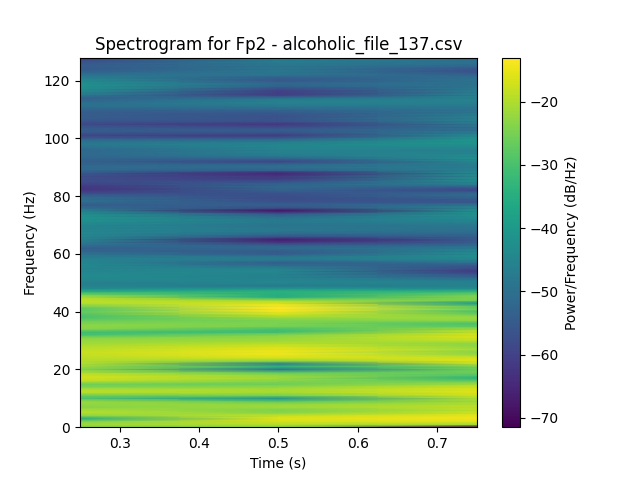 Spectrogram for Fp2 - alcoholic_file_137.csv
120
100
80
60
40
20
0
Frequency (Hz)
0.3 0.4 0.5 0.6 0.7
Time (s)
−20
−30
−40
−50
−60
−70
Power/Frequency (dB/Hz)